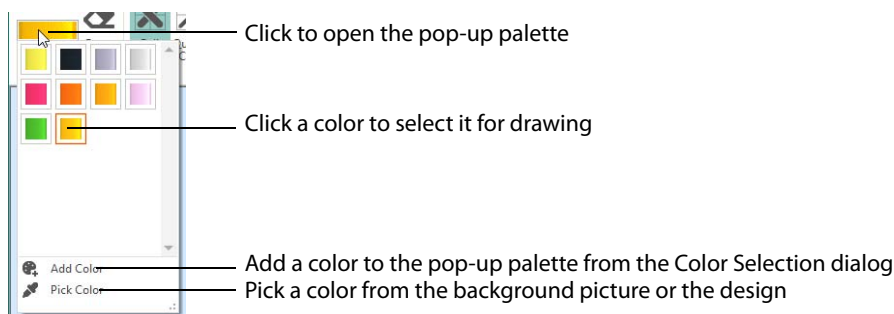 Click to open the pop-up palette
Click a color to select it for drawing
Add Color
Add a color to the pop-up palette from the Color Selection dialog
Pick Color
Pick a color from the background picture or the design